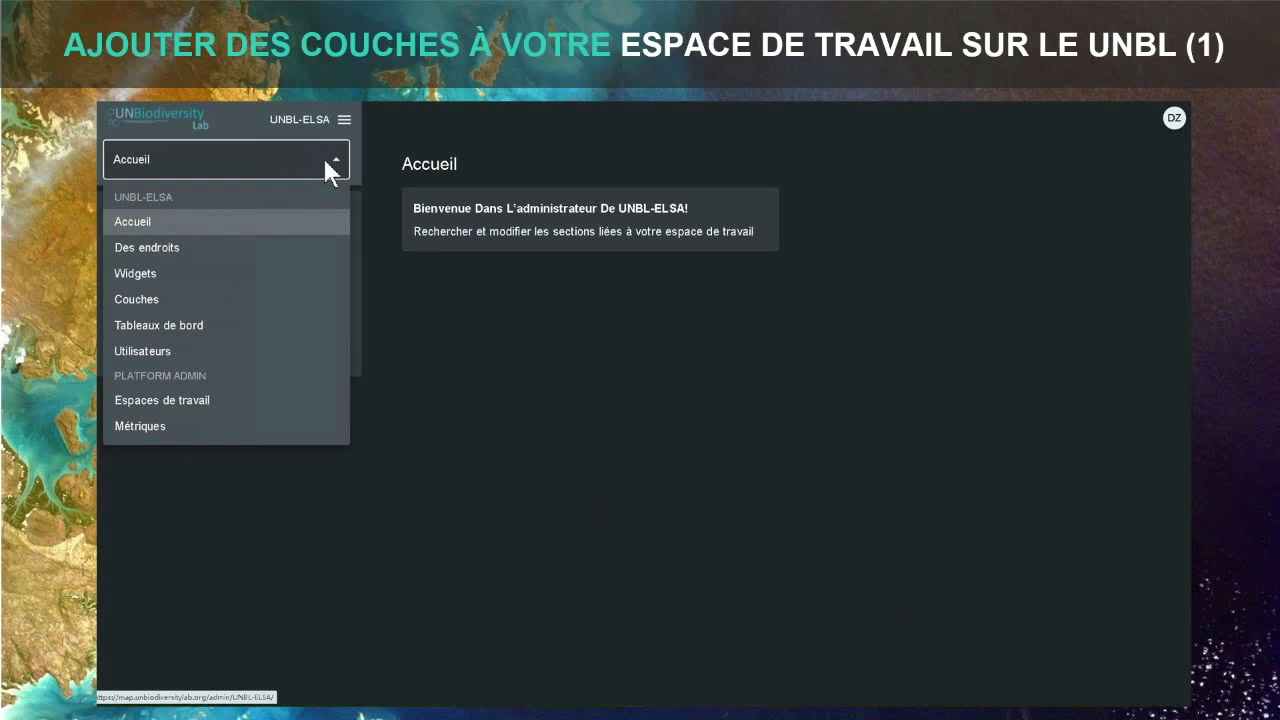 AJOUTER DES COUCHES À VOTRE ESPACE DE TRAVAIL SUR LE UNBL (1)
UNBiodiversity
Lab
UNBL-ELSA
DZ
Accueil
UNBL-ELSA
Accueil
Des endroits
Widgets
Couches
Tableaux de bord
Utilisateurs
PLATFORM ADMIN
Espaces de travail
Métriques
Accueil
Bienvenue Dans L'administrateur De UNBL-ELSA!
Rechercher et modifier les sections liées à votre espace de travail
ttps://map.unbiodiversitylab.org/admin/UNBL-ELSA/